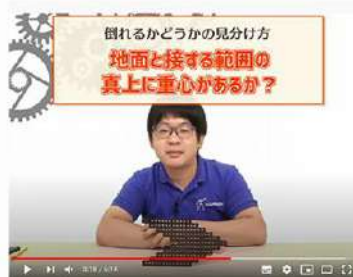 倒れるかどうかの見分け方
地面と接する範囲の
真上に重心があるか？